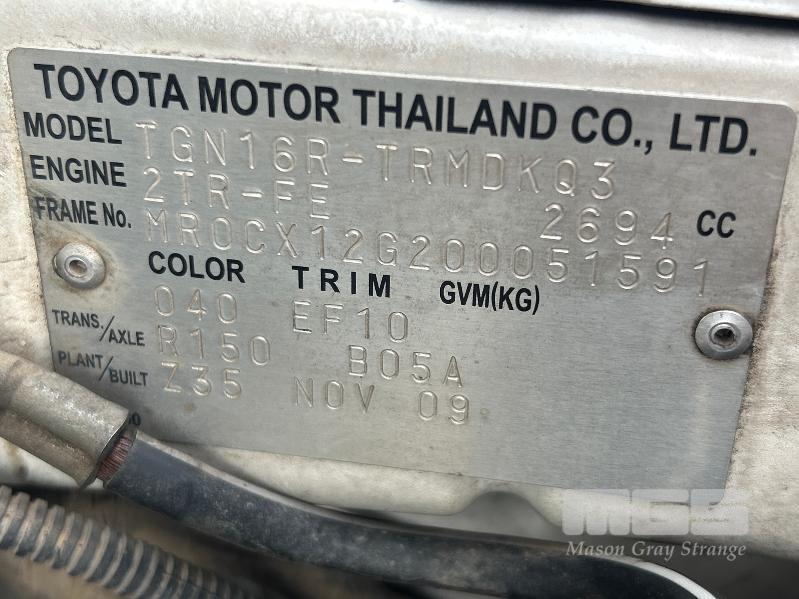 TOYOTA MOTOR THAILAND CO., LTD.
MODEL TGN16R-TRMDKQ3
ENGINE 2TR-FE 2694 CC
FRAME No. MR0CX12G200051591
COLOR TRIM GVM(KG)
040 EF10
TRANS./AXLE R150 B05A
PLANT/BUILT Z35 NOV 09
MGS
Mason Gray Strange